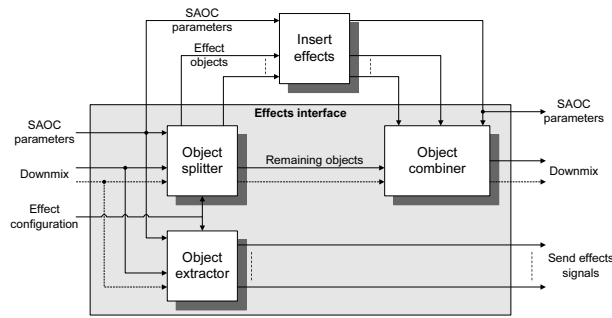 SAOC
parameters
Insert
effects
Effect
objects
Effects interface
SAOC
parameters
SAOC
parameters
Object
splitter
Remaining objects
Object
combiner
Downmix
Downmix
Effect
configuration
Object
extractor
Send effects
signals